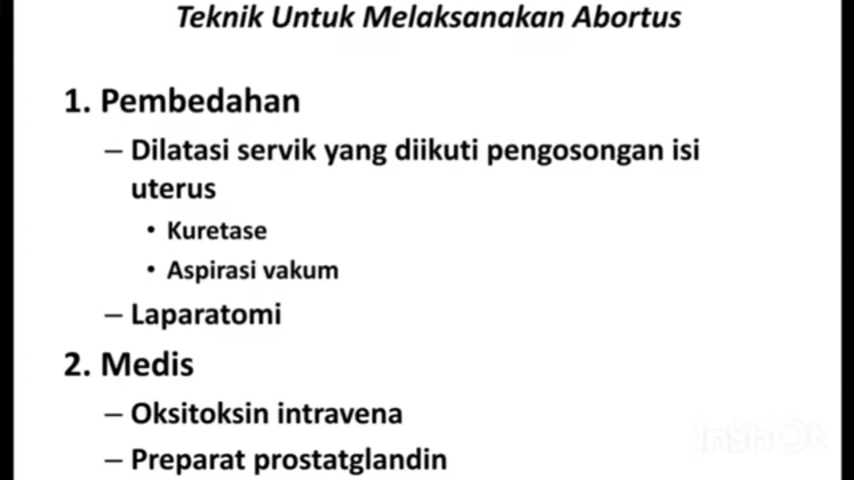 Teknik Untuk Melaksanakan Abortus
1. Pembedahan
– Dilatasi servik yang diikuti pengosongan isi
uterus
• Kuretase
• Aspirasi vakum
– Laparatomi
2. Medis
– Oksitoksin intravena
– Preparat prostatglandin
InShOt